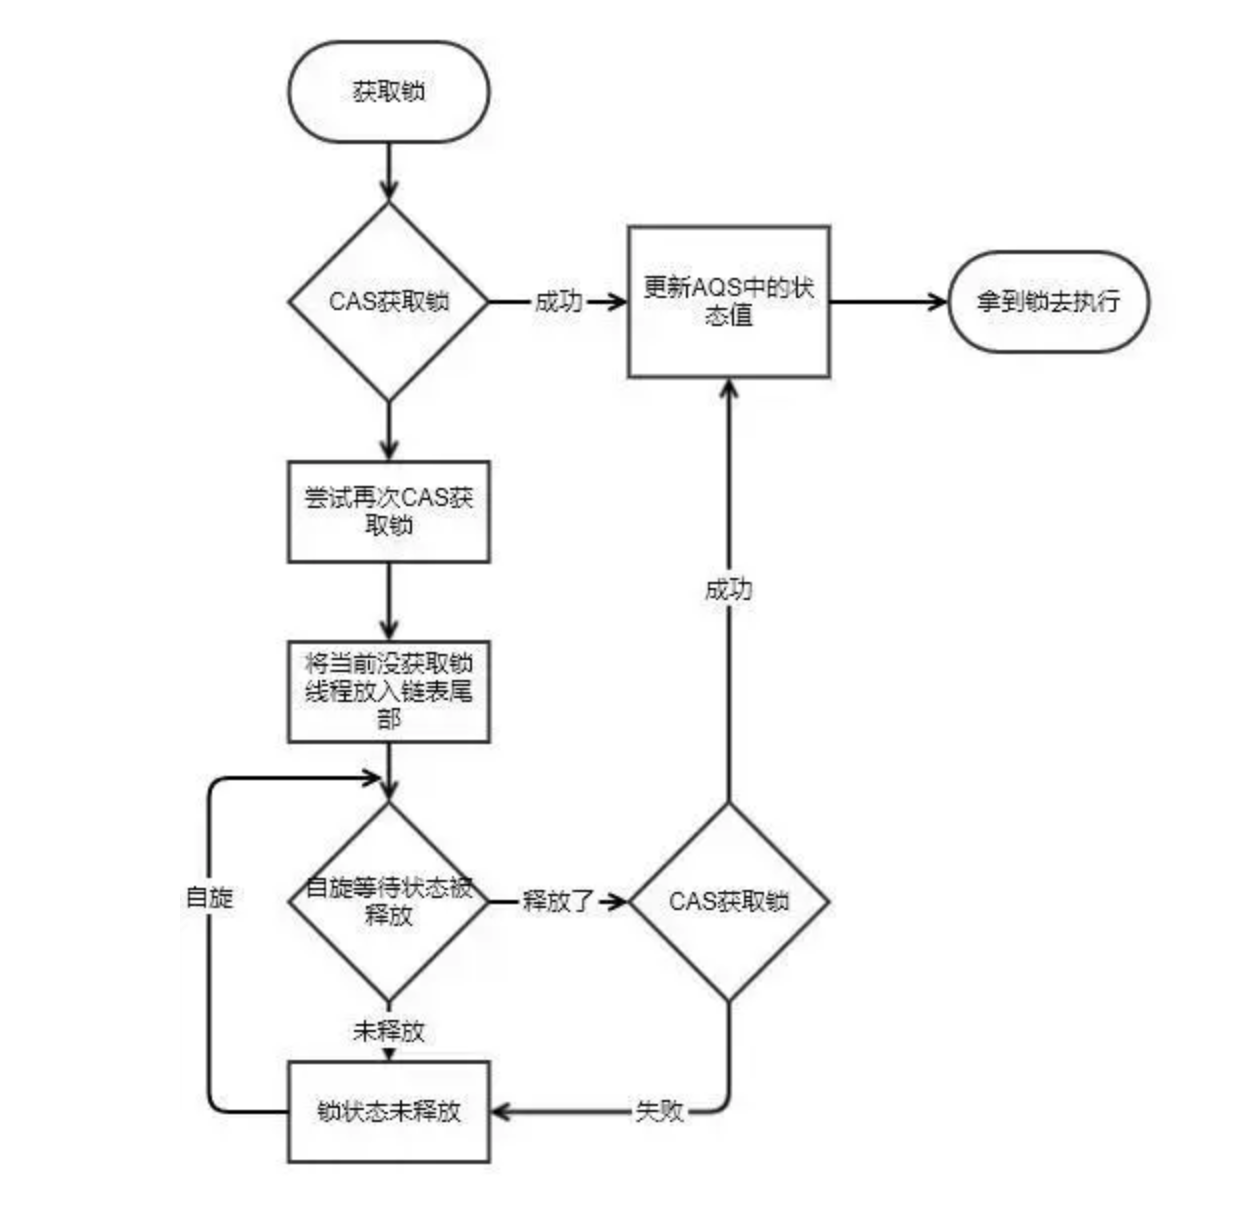 获取锁
CAS获取锁
成功
更新AQS中的状
态值
拿到锁去执行
尝试再次CAS获
取锁
将当前没获取锁
线程放入链表尾
部
成功
自旋
自旋等待状态被
释放
释放了
CAS获取锁
未释放
锁状态未释放
失败